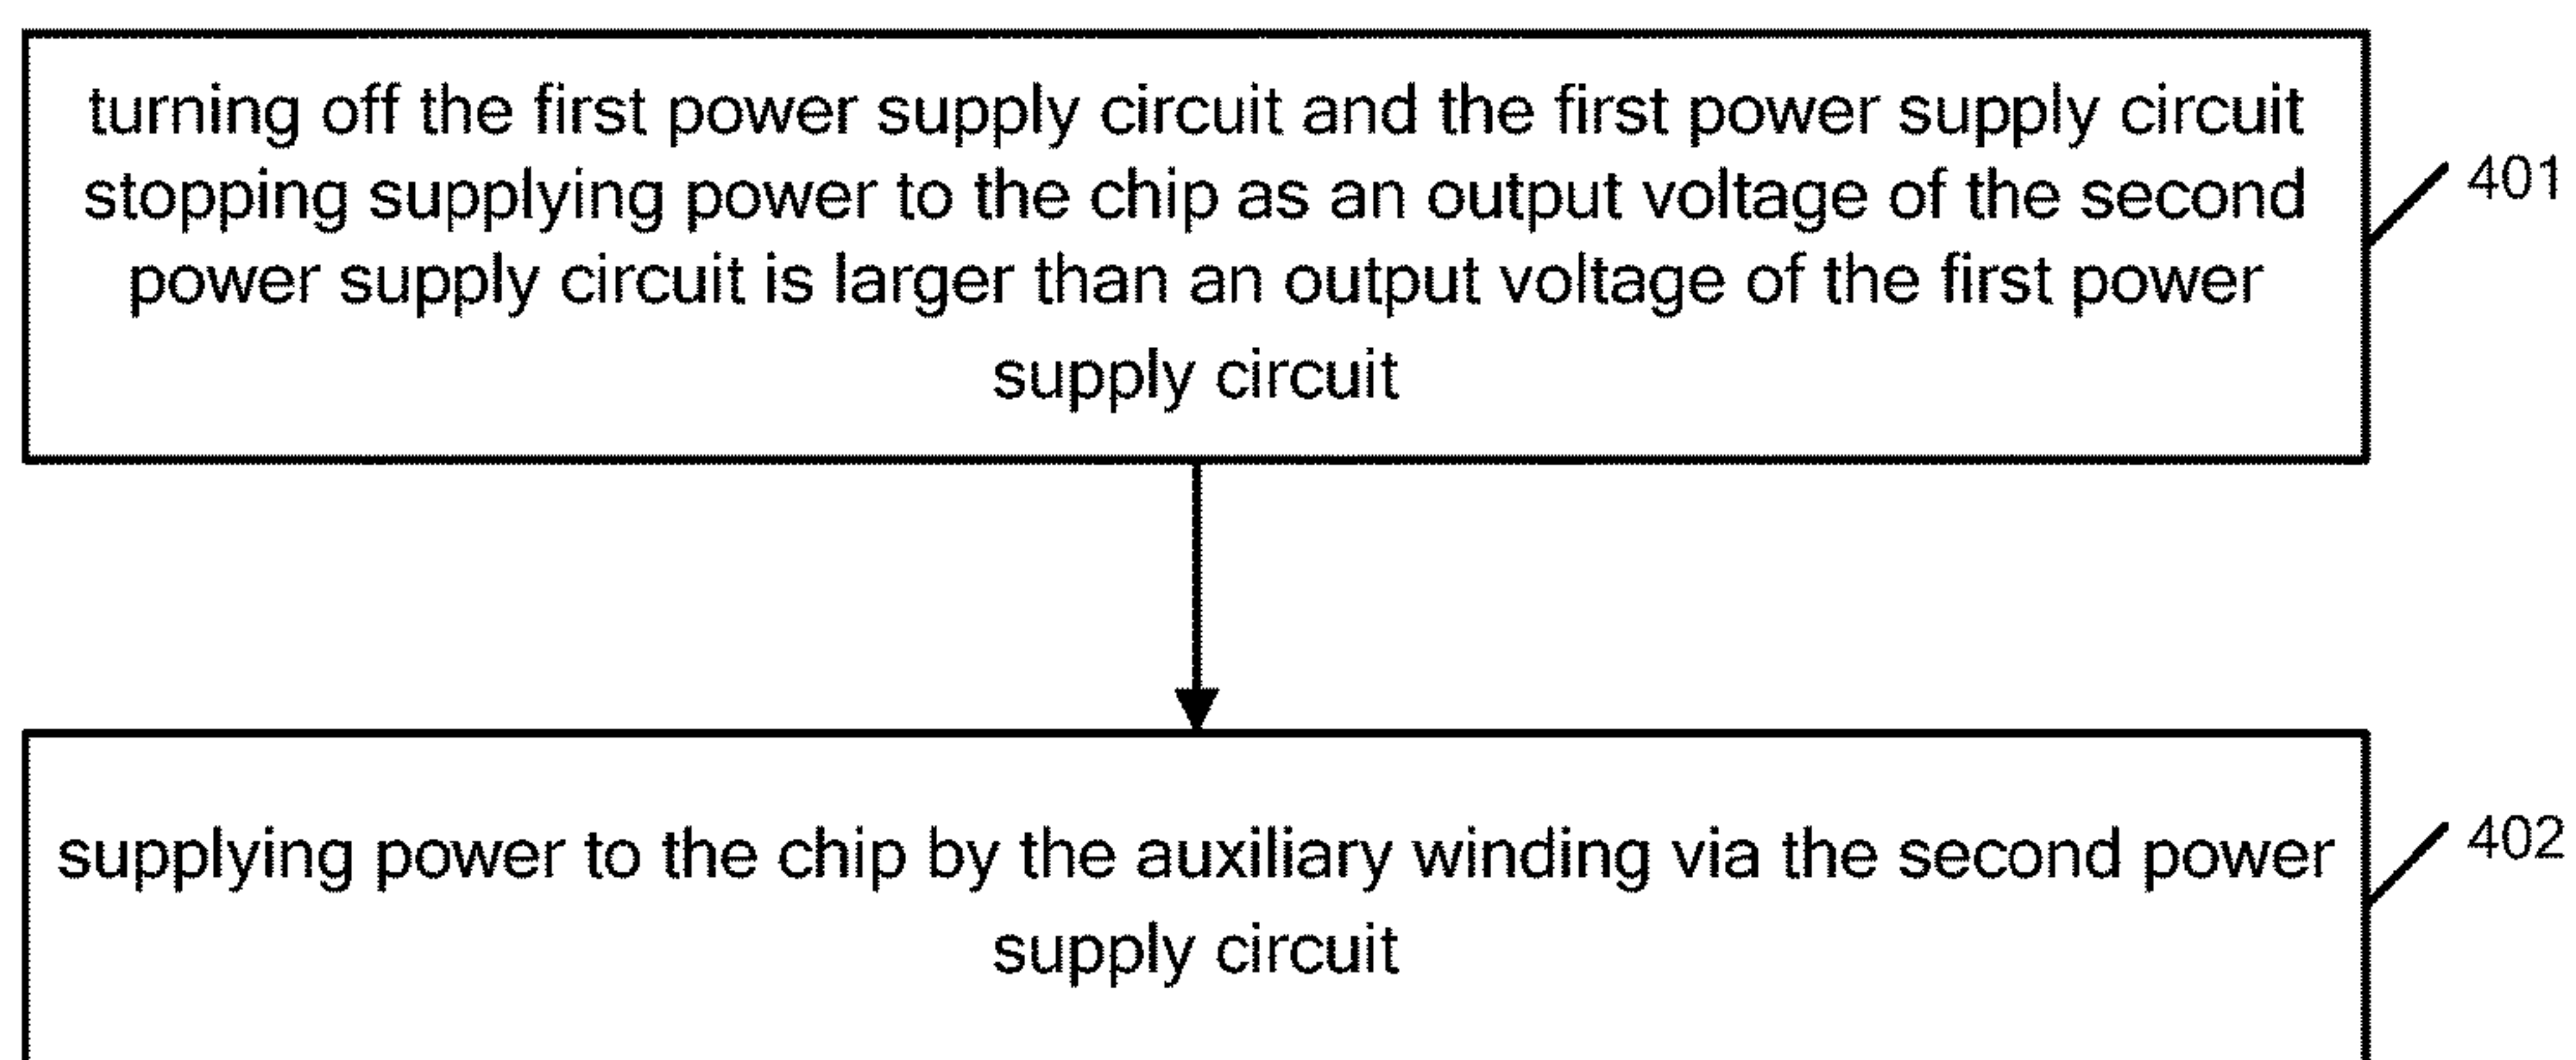 turning off the first power supply circuit and the first power supply circuit
stopping supplying power to the chip as an output voltage of the second
power supply circuit is larger than an output voltage of the first power
supply circuit
401
supplying power to the chip by the auxiliary winding via the second power
supply circuit
402